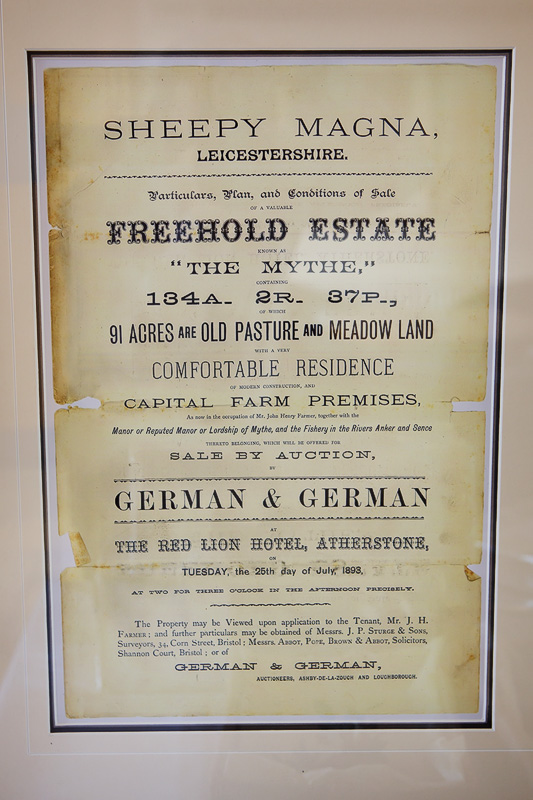 SHEEPY MAGNA,
LEICESTERSHIRE.
Particulars, Plan, and Conditions of Sale
OF A VALUABLE
FREEHOLD ESTATE
KNOWN AS
"THE MYTHE,"
CONTAINING
134A. 2R. 37P.,
OF WHICH
91 ACRES ARE OLD PASTURE AND MEADOW LAND
WITH A VERY
COMFORTABLE RESIDENCE
OF MODERN CONSTRUCTION, AND
CAPITAL FARM PREMISES,
As now in the occupation of Mr. John Henry Farmer, together with the
Manor or Reputed Manor or Lordship of Mythe, and the Fishery in the Rivers Anker and Sence
THERETO BELONGING, WHICH WILL BE OFFERED FOR
SALE BY AUCTION,
BY
GERMAN & GERMAN
AT
THE RED LION HOTEL, ATHERSTONE,
ON
TUESDAY, the 25th day of July, 1893,
AT TWO FOR THREE O'CLOCK IN THE AFTERNOON PRECISELY.
The Property may be Viewed upon application to the Tenant, Mr. J. H.
FARMER; and further particulars may be obtained of Messrs. J. P. STURGE & SONS,
Surveyors, 34, Corn Street, Bristol; Messrs. ABBOT, POPE, BROWN & ABBOT, Solicitors,
Shannon Court, Bristol; or of
GERMAN & GERMAN,
AUCTIONEERS, ASHBY-DE-LA-ZOUCH AND LOUGHBOROUGH.